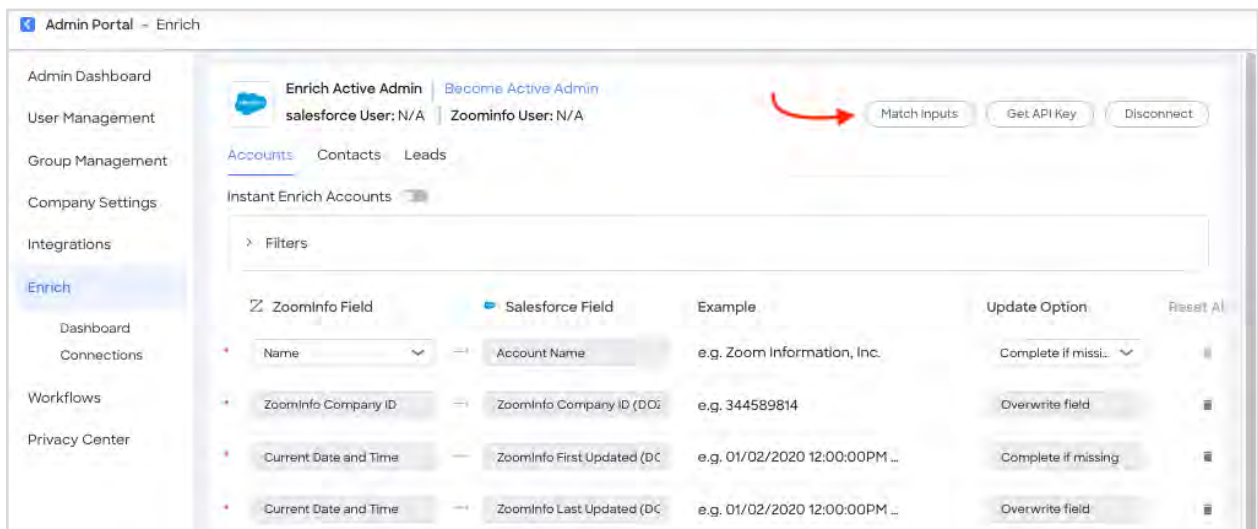 Admin Portal – Enrich
Admin Dashboard
User Management
Group Management
Company Settings
Integrations
Enrich
Dashboard
Connections
Workflows
Privacy Center
Enrich Active Admin | Become Active Admin
salesforce User: N/A | Zoominfo User: N/A
Match Inputs
Get API Key
Disconnect
Accounts Contacts Leads
Instant Enrich Accounts
> Filters
ZoomInfo Field Salesforce Field Example Update Option Reset Al
* Name Account Name e.g. Zoom Information, Inc. Complete if missi...
* ZoomInfo Company ID ZoomInfo Company ID (DOZ e.g. 344589814 Overwrite field
* Current Date and Time ZoomInfo First Updated (DC e.g. 01/02/2020 12:00:00PM ... Complete if missing
* Current Date and Time ZoomInfo Last Updated (DC e.g. 01/02/2020 12:00:00PM ... Overwrite field